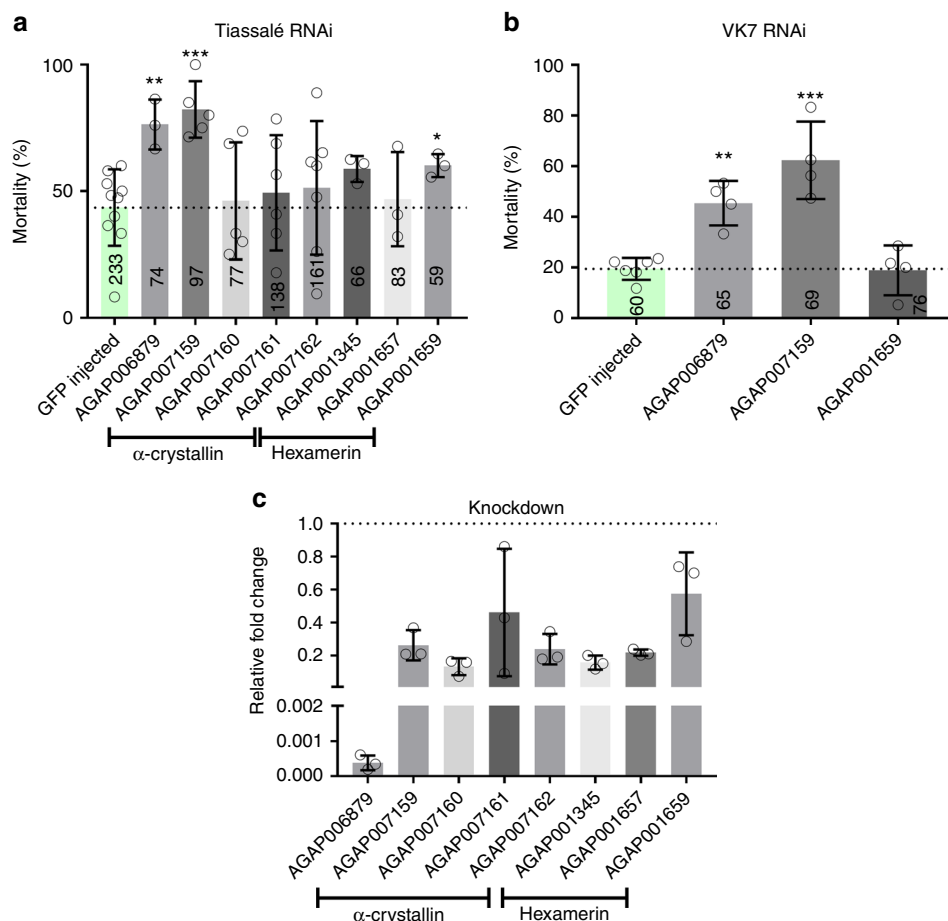 a
Tiassalé RNAi
100
50
0
Mortality (%)
**
***
*
233
74
97
77
138
161
66
83
59
GFP injected
AGAP006879
AGAP007159
AGAP007160
AGAP007161
AGAP007162
AGAP001345
AGAP001657
AGAP001659
α-crystallin
Hexamerin
b
VK7 RNAi
100
80
60
40
20
0
Mortality (%)
**
***
60
65
69
76
GFP injected
AGAP006879
AGAP007159
AGAP001659
c
Knockdown
1.0
0.8
0.6
0.4
0.2
0.002
0.001
0.000
Relative fold change
AGAP006879
AGAP007159
AGAP007160
AGAP007161
AGAP007162
AGAP001345
AGAP001657
AGAP001659
α-crystallin
Hexamerin